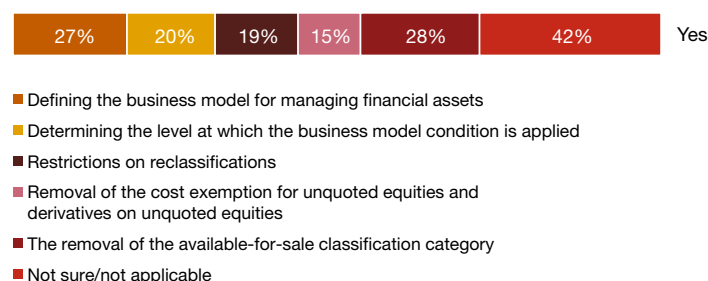 27% 20% 19% 15% 28% 42% Yes
Defining the business model for managing financial assets
Determining the level at which the business model condition is applied
Restrictions on reclassifications
Removal of the cost exemption for unquoted equities and
derivatives on unquoted equities
The removal of the available-for-sale classification category
Not sure/not applicable